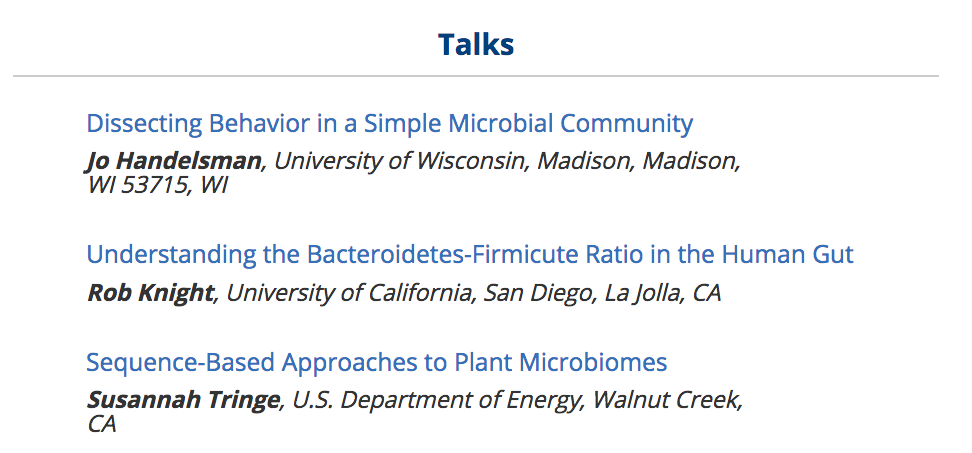 Talks
Dissecting Behavior in a Simple Microbial Community
Jo Handelsman, University of Wisconsin, Madison, Madison,
WI 53715, WI
Understanding the Bacteroidetes-Firmicute Ratio in the Human Gut
Rob Knight, University of California, San Diego, La Jolla, CA
Sequence-Based Approaches to Plant Microbiomes
Susannah Tringe, U.S. Department of Energy, Walnut Creek,
CA